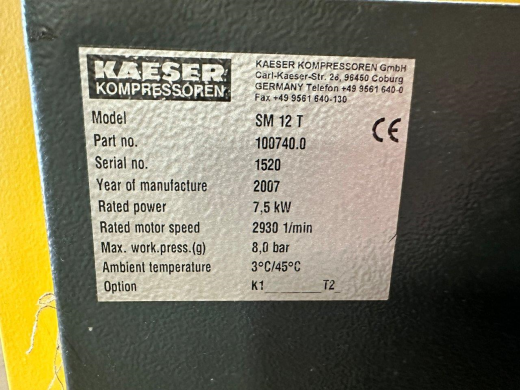 KAESER
KOMPRESSOREN
KAESER KOMPRESSOREN GmbH
Carl-Kaeser-Str. 26, 96450 Coburg
GERMANY Telefon +49 9561 640-0
Fax +49 9561 640-130
CE
Model SM 12 T
Part no. 100740.0
Serial no. 1520
Year of manufacture 2007
Rated power 7,5 kW
Rated motor speed 2930 1/min
Max. work.press.(g) 8,0 bar
Ambient temperature 3°C/45°C
Option K1________T2_